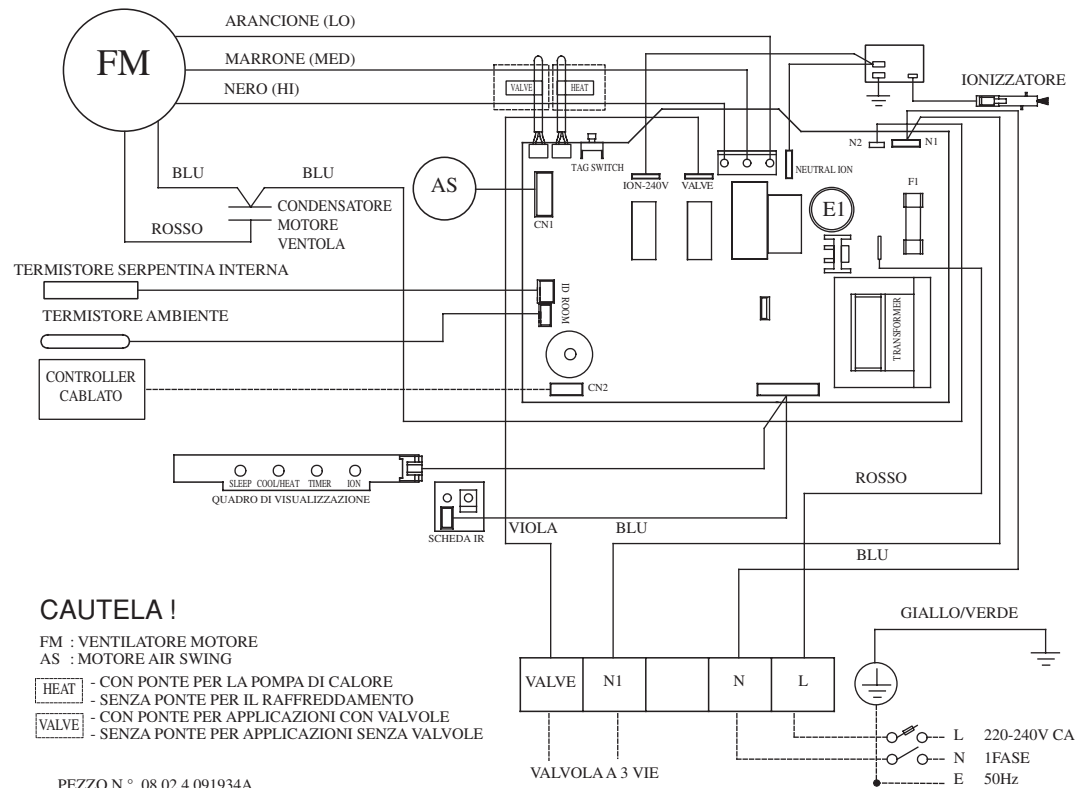 ARANCIONE (LO)
FM
MARRONE (MED)
NERO (HI)
VALVE
HEAT
IONIZZATORE
N2
N1
TAG SWITCH
NEUTRAL ION
BLU
BLU
AS
ION-240V
VALVE
F1
CONDENSATORE
MOTORE
VENTOLA
ROSSO
CN1
E1
TERMISTORE SERPENTINA INTERNA
ID ROOM
TERMISTORE AMBIENTE
TRANSFORMER
CONTROLLER
CABLATO
CN2
SLEEP COOL/HEAT TIMER ION
QUADRO DI VISUALIZZAZIONE
ROSSO
SCHEDA IR
VIOLA
BLU
BLU
CAUTELA !
GIALLO/VERDE
FM : VENTILATORE MOTORE
AS : MOTORE AIR SWING
HEAT - CON PONTE PER LA POMPA DI CALORE
- SENZA PONTE PER IL RAFFREDDAMENTO
VALVE - CON PONTE PER APPLICAZIONI CON VALVOLE
- SENZA PONTE PER APPLICAZIONI SENZA VALVOLE
VALVE N1 N L
L 220-240V CA
N 1FASE
E 50Hz
VALVOLA A 3 VIE
PEZZO N.° 08.02.4.091934A